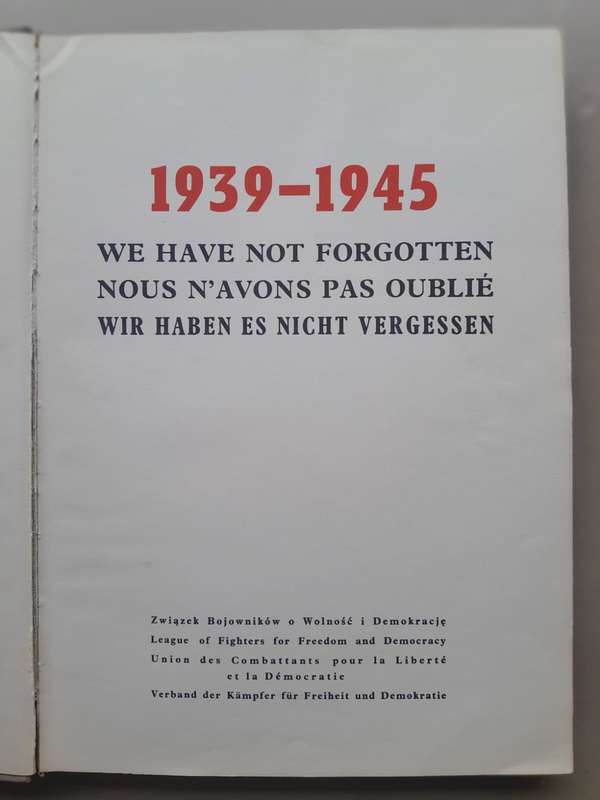 1939–1945
WE HAVE NOT FORGOTTEN
NOUS N'AVONS PAS OUBLIÉ
WIR HABEN ES NICHT VERGESSEN
Związek Bojowników o Wolność i Demokrację
League of Fighters for Freedom and Democracy
Union des Combattants pour la Liberté
et la Démocratie
Verband der Kämpfer für Freiheit und Demokratie